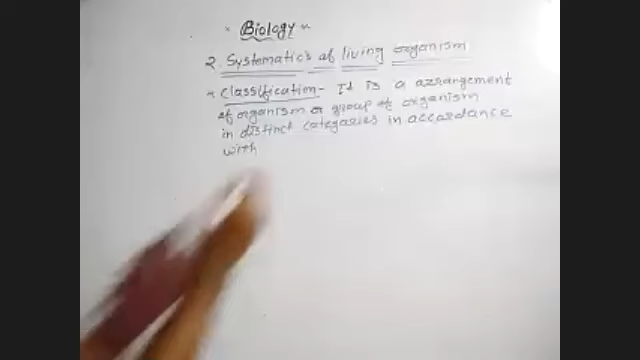 Biology
2. Systematics of living organism
* Classification - It is a arrangement
of organism or group of organism
in distinct categories in accordance
with